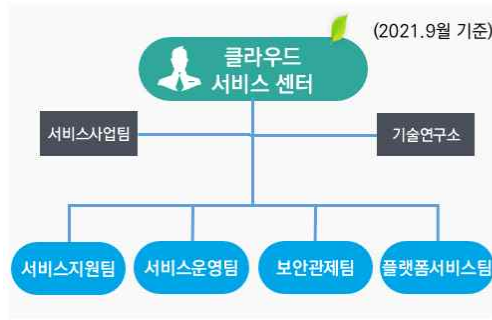 (2021.9월 기준)
클라우드
서비스 센터
서비스사업팀
기술연구소
서비스지원팀
서비스운영팀
보안관제팀
플랫폼서비스팀